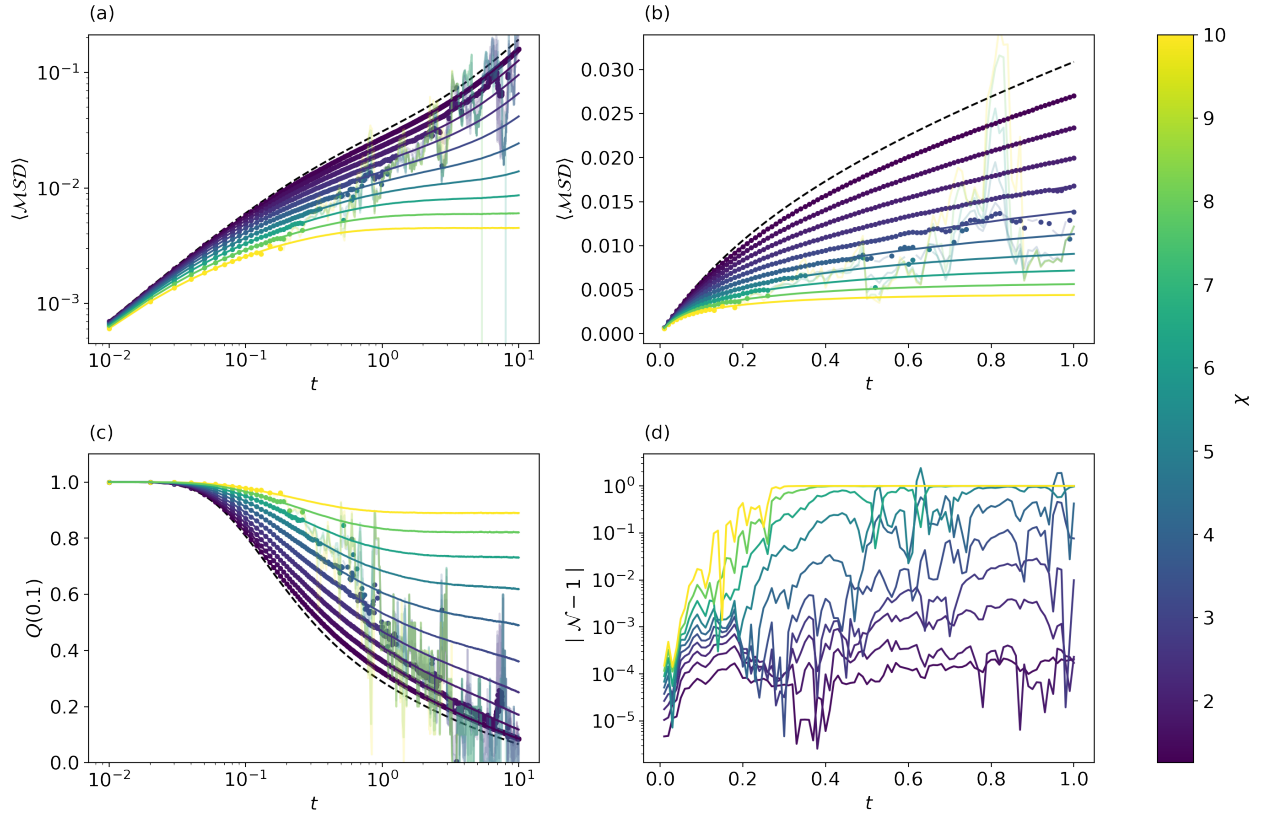 (a)
10⁻¹
10⁻²
10⁻³
⟨MSD⟩
10⁻² 10⁻¹ 10⁰ 10¹
t
(b)
0.030
0.025
0.020
0.015
0.010
0.005
0.000
⟨MSD⟩
0.0 0.2 0.4 0.6 0.8 1.0
t
(c)
1.0
0.8
0.6
0.4
0.2
0.0
Q(0.1)
10⁻² 10⁻¹ 10⁰ 10¹
t
(d)
10⁰
10⁻¹
10⁻²
10⁻³
10⁻⁴
10⁻⁵
| 𝒩 − 1 |
0.0 0.2 0.4 0.6 0.8 1.0
t
10
9
8
7
6
5
4
3
2
χ